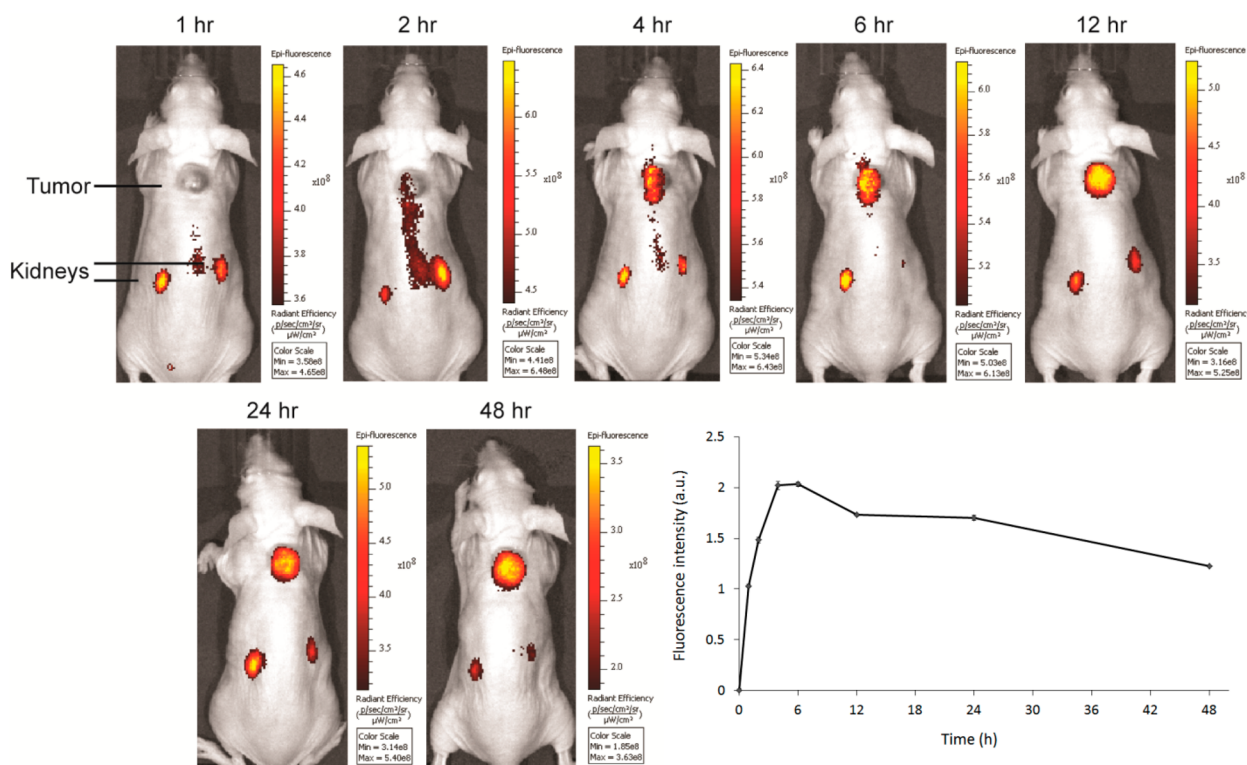 1 hr
2 hr
4 hr
6 hr
12 hr
Tumor
Kidneys
Epi-fluorescence
4.6
4.4
4.2
x10⁸
4.0
3.8
3.6
Radiant Efficiency
(p/sec/cm²/sr
µW/cm²)
Color Scale
Min = 3.58e8
Max = 4.65e8
Epi-fluorescence
6.0
5.5
x10⁸
5.0
4.5
Radiant Efficiency
(p/sec/cm²/sr
µW/cm²)
Color Scale
Min = 4.41e8
Max = 6.48e8
Epi-fluorescence
6.4
6.2
6.0
x10⁸
5.8
5.6
5.4
Radiant Efficiency
(p/sec/cm²/sr
µW/cm²)
Color Scale
Min = 5.34e8
Max = 6.43e8
Epi-fluorescence
6.0
5.8
5.6
x10⁸
5.4
5.2
Radiant Efficiency
(p/sec/cm²/sr
µW/cm²)
Color Scale
Min = 5.03e8
Max = 6.13e8
Epi-fluorescence
5.0
4.5
x10⁸
4.0
3.5
Radiant Efficiency
(p/sec/cm²/sr
µW/cm²)
Color Scale
Min = 3.16e8
Max = 5.25e8
24 hr
48 hr
Epi-fluorescence
5.0
4.5
x10⁸
4.0
3.5
Radiant Efficiency
(p/sec/cm²/sr
µW/cm²)
Color Scale
Min = 3.14e8
Max = 5.40e8
Epi-fluorescence
3.5
3.0
x10⁸
2.5
2.0
Radiant Efficiency
(p/sec/cm²/sr
µW/cm²)
Color Scale
Min = 1.85e8
Max = 3.63e8
Fluorescence intensity (a.u.)
2.5
2
1.5
1
0.5
0
0 6 12 18 24 30 36 42 48
Time (h)